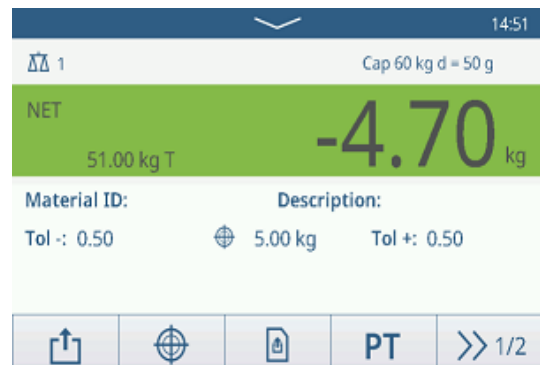 14:51
1 Cap 60 kg d = 50 g
NET
-4.70 kg
51.00 kg T
Material ID: Description:
Tol -: 0.50 5.00 kg Tol +: 0.50
PT 1/2